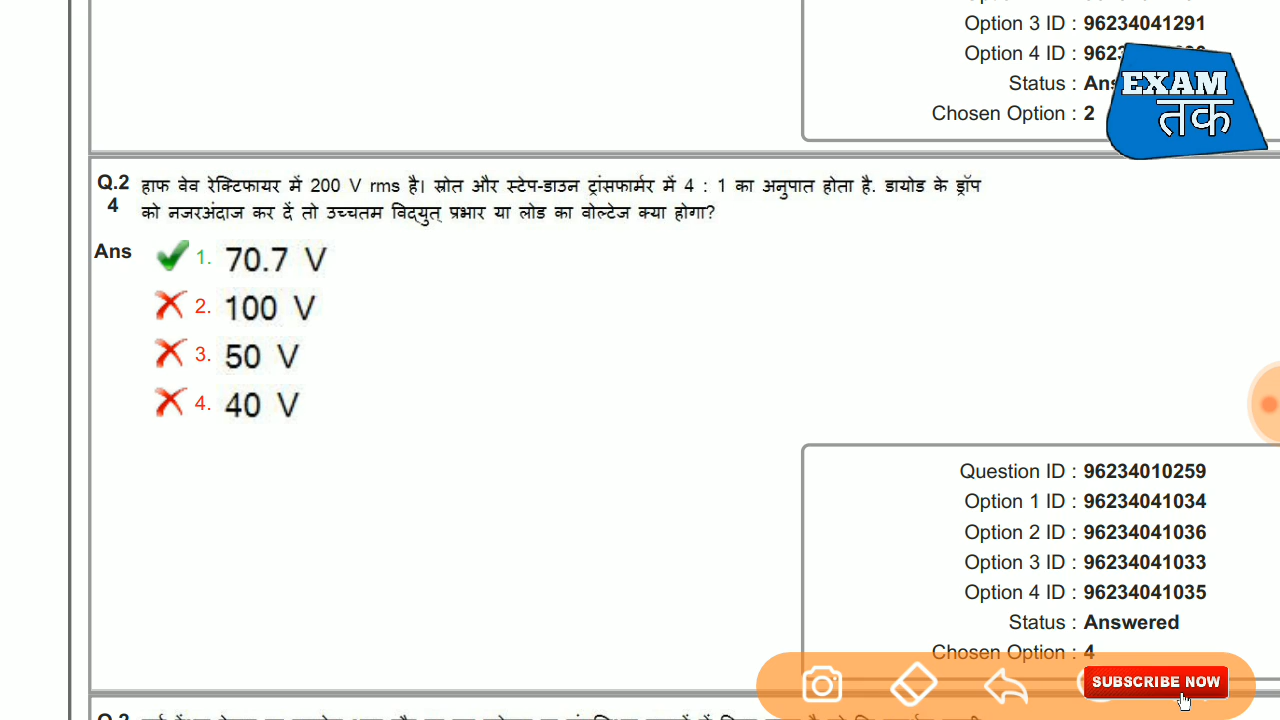 Option 3 ID : 96234041291
Option 4 ID :
Status :
Chosen Option : 2
EXAM
तक
Q.2
4
हाफ वेव रेक्टिफायर में 200 V rms है। स्रोत और स्टेप-डाउन ट्रांसफार्मर में 4 : 1 का अनुपात होता है. डायोड के ड्रॉप
को नजरअंदाज कर दें तो उच्चतम विद्युत् प्रभार या लोड का वोल्टेज क्या होगा?
Ans
1. 70.7 V
2. 100 V
3. 50 V
4. 40 V
Question ID : 96234010259
Option 1 ID : 96234041034
Option 2 ID : 96234041036
Option 3 ID : 96234041033
Option 4 ID : 96234041035
Status : Answered
Chosen Option : 4
SUBSCRIBE NOW